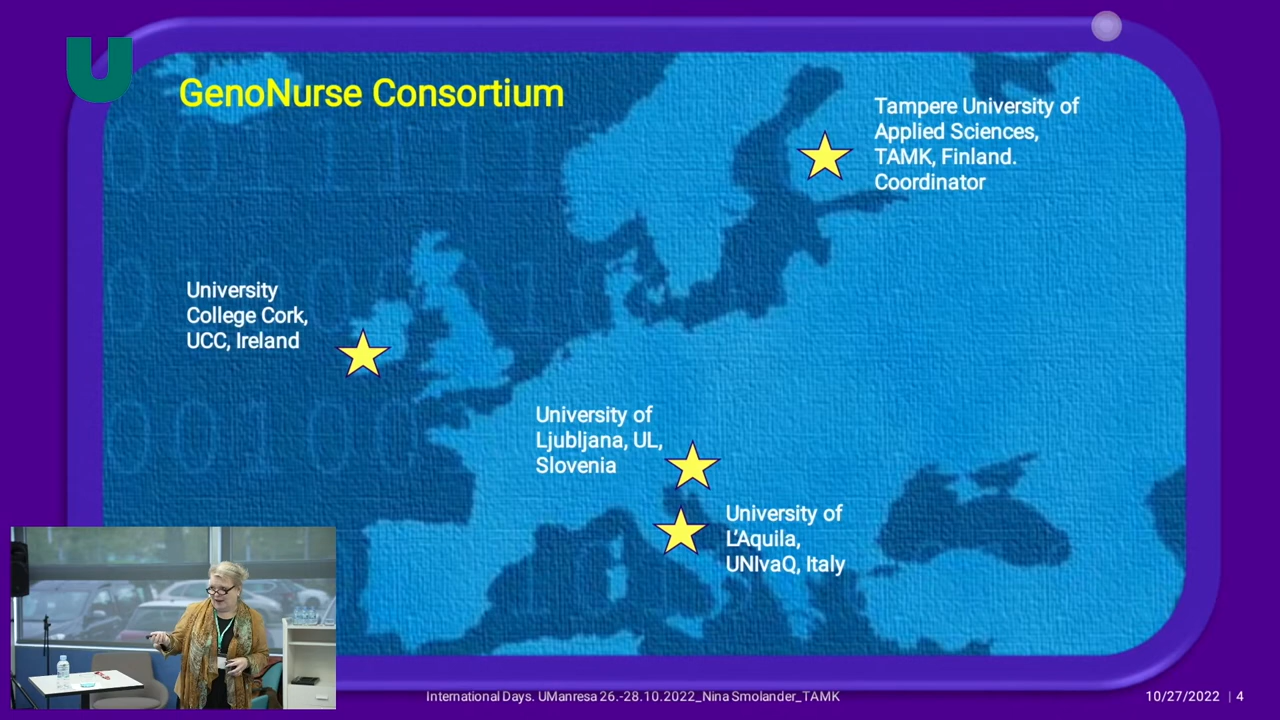 U
GenoNurse Consortium
Tampere University of
Applied Sciences,
TAMK, Finland.
Coordinator
University
College Cork,
UCC, Ireland
University of
Ljubljana, UL,
Slovenia
University of
L'Aquila,
UNIvaQ, Italy
International Days. UManresa 26.-28.10.2022_Nina Smolander_TAMK
10/27/2022 | 4